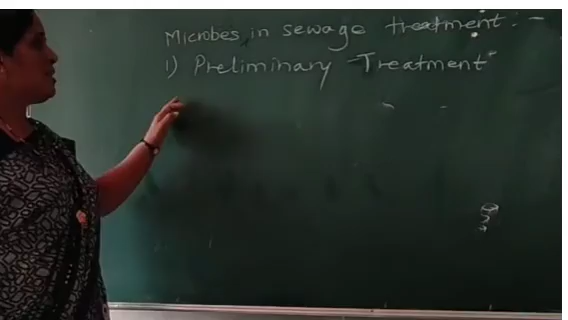 Microbes in sewage treatment :-
1) Preliminary Treatment